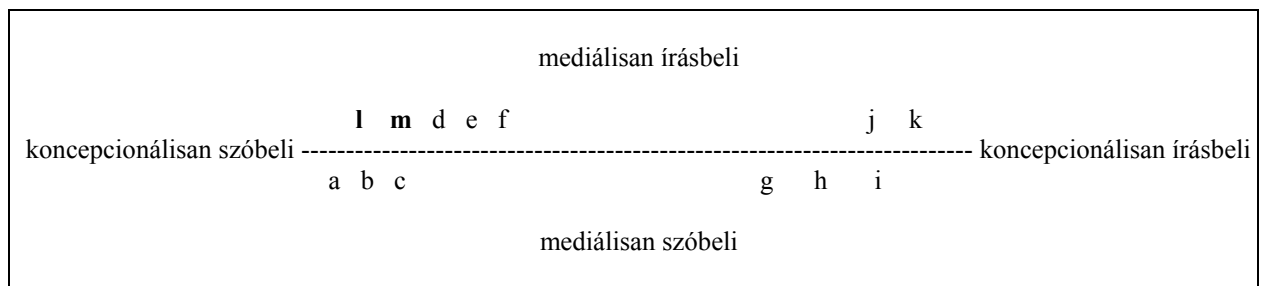 mediálisan írásbeli
l m d e f j k
koncepcionálisan szóbeli --------------------------------------------------------------------------- koncepcionálisan írásbeli
a b c g h i
mediálisan szóbeli